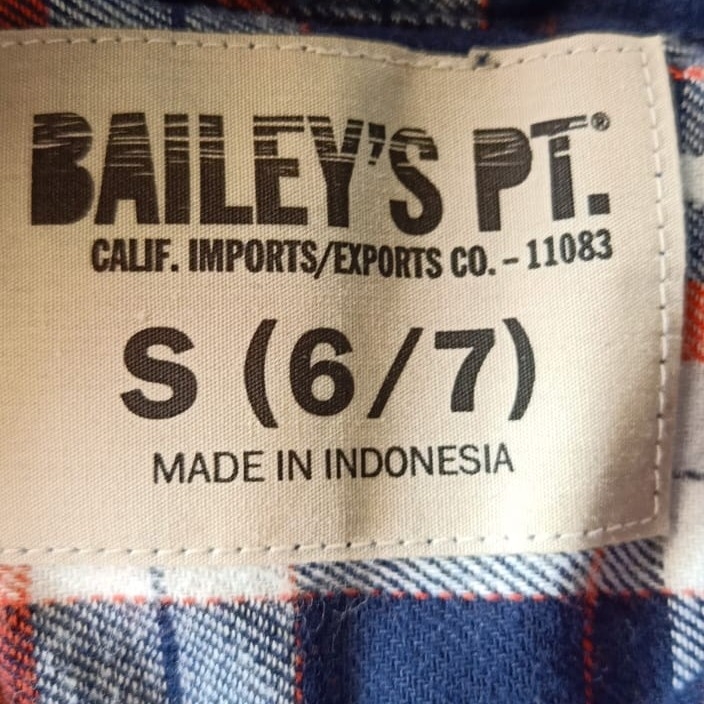 BAILEY'S PT.®
CALIF. IMPORTS/EXPORTS CO. - 11083
S (6/7)
MADE IN INDONESIA